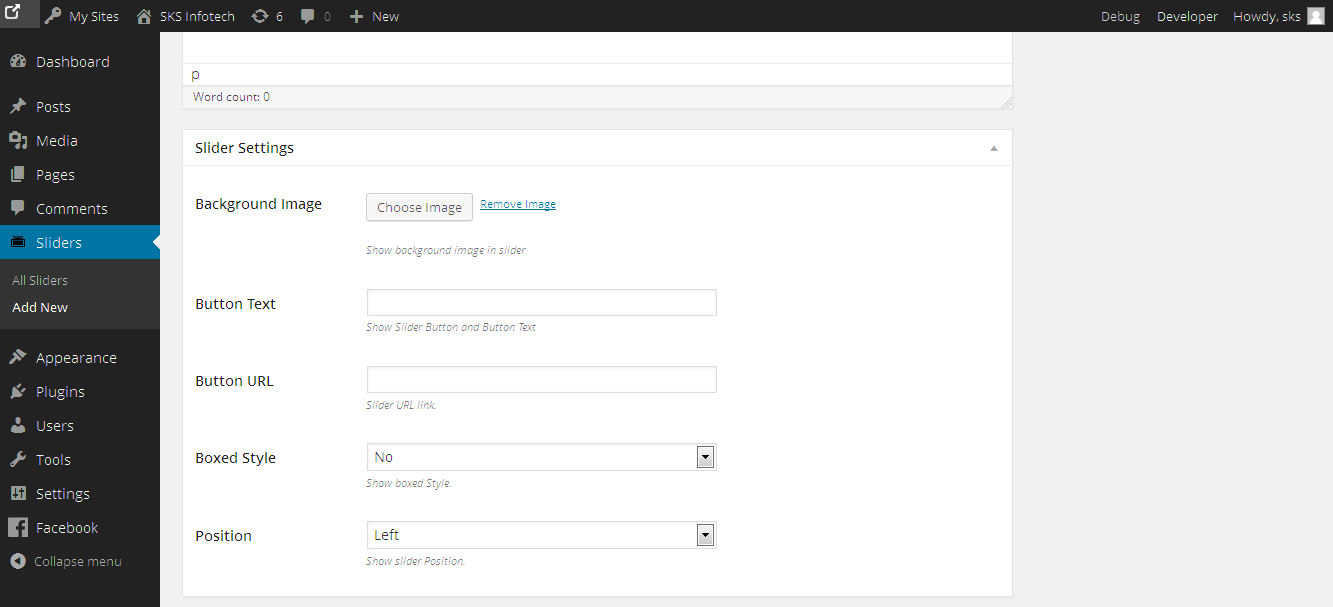 My Sites SKS Infotech 6 0 New Debug Developer Howdy, sks
Dashboard
Posts
Media
Pages
Comments
Sliders
All Sliders
Add New
Appearance
Plugins
Users
Tools
Settings
Facebook
Collapse menu
p
Word count: 0
Slider Settings
Background Image Choose Image Remove Image
Show background image in slider
Button Text
Show Slider Button and Button Text
Button URL
Slider URL link.
Boxed Style No
Show boxed Style.
Position Left
Show slider Position.